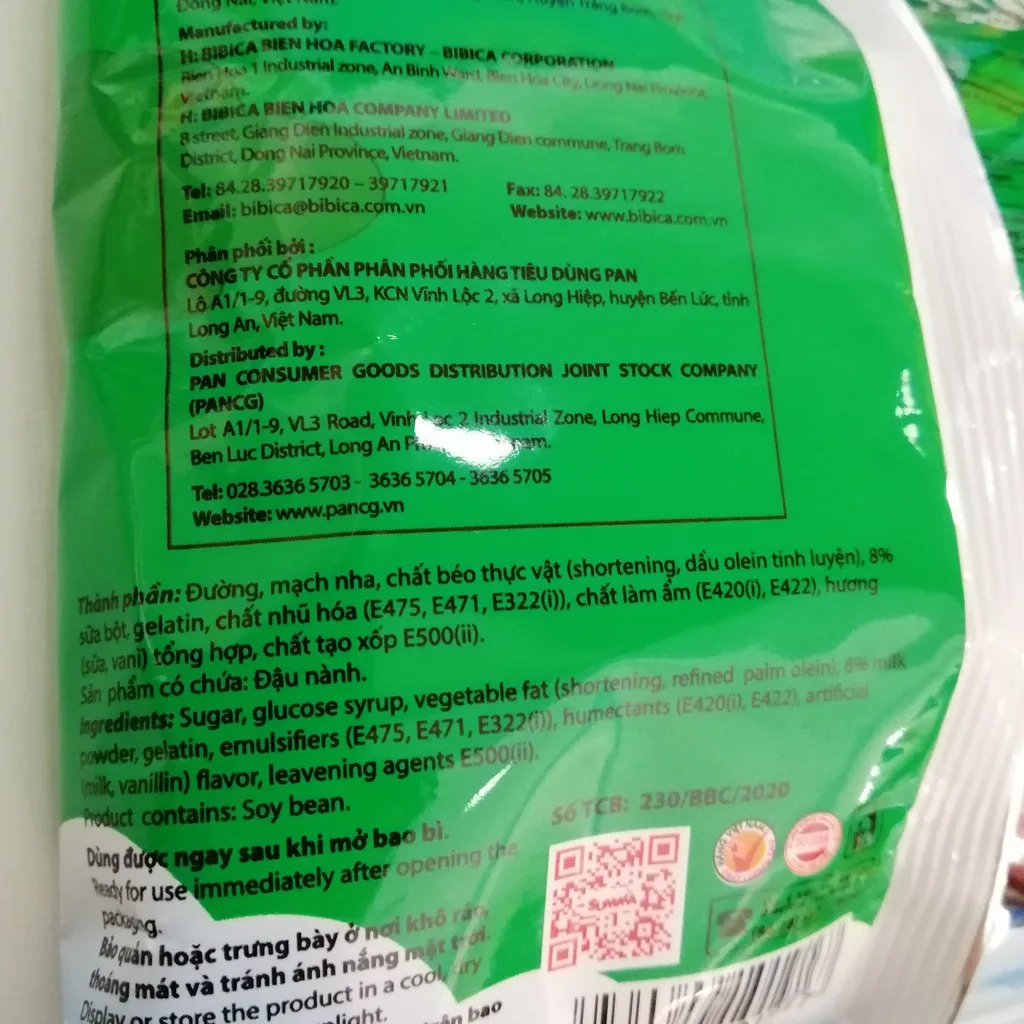 Đồng Nai, Việt Nam.
Manufactured by:
H: BIBICA BIEN HOA FACTORY – BIBICA CORPORATION
Bien Hoa 1 Industrial zone, An Binh Ward, Bien Hoa City, Dong Nai Province,
Vietnam.
H: BIBICA BIEN HOA COMPANY LIMITED
8 street, Giang Dien Industrial zone, Giang Dien commune, Trang Bom
District, Dong Nai Province, Vietnam.
Tel: 84.28.39717920 – 39717921 Fax: 84. 28.39717922
Email: bibica@bibica.com.vn Website: www.bibica.com.vn
Phân phối bởi :
CÔNG TY CỔ PHẦN PHÂN PHỐI HÀNG TIÊU DÙNG PAN
Lô A1/1-9, đường VL3, KCN Vĩnh Lộc 2, xã Long Hiệp, huyện Bến Lức, tỉnh
Long An, Việt Nam.
Distributed by :
PAN CONSUMER GOODS DISTRIBUTION JOINT STOCK COMPANY
(PANCG)
Lot A1/1-9, VL3 Road, Vinh Loc 2 Industrial Zone, Long Hiep Commune,
Ben Luc District, Long An
Tel: 028.3636 5703 - 3636 5704 - 3636 5705
Website: www.pancg.vn
Thành phần: Đường, mạch nha, chất béo thực vật (shortening, dầu olein tinh luyện), 8%
sữa bột, gelatin, chất nhũ hóa (E475, E471, E322(i)), chất làm ẩm (E420(i), E422), hương
(sữa, vani) tổng hợp, chất tạo xốp E500(ii).
Sản phẩm có chứa: Đậu nành.
Ingredients: Sugar, glucose syrup, vegetable fat (shortening, refined palm olein), 8% milk
powder, gelatin, emulsifiers (E475, E471, E322(i)), humectants (E420(i), E422), artificial
(milk, vanillin) flavor, leavening agents E500(ii).
Product contains: Soy bean.
Số TCB: 230/BBC/2020
Dùng được ngay sau khi mở bao bì.
Ready for use immediately after opening the
packaging.
Bảo quản hoặc trưng bày ở nơi khô ráo,
thoáng mát và tránh ánh nắng mặt trời.
Display or store the product in a cool, dry